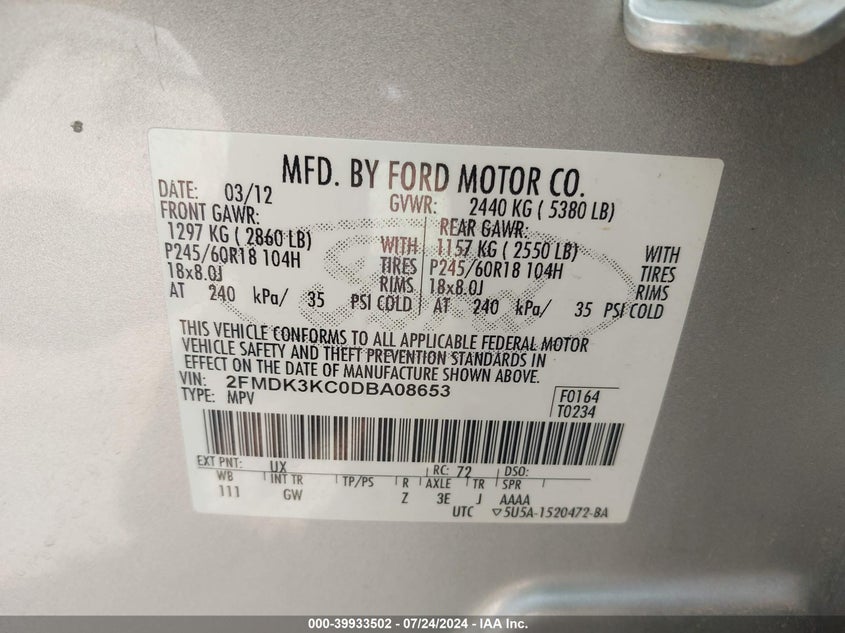 MFD. BY FORD MOTOR CO.
DATE: 03/12 GVWR: 2440 KG ( 5380 LB)
FRONT GAWR: REAR GAWR:
1297 KG ( 2860 LB) WITH 1157 KG ( 2550 LB) WITH
P245/60R18 104H TIRES P245/60R18 104H TIRES
18x8.0J RIMS 18x8.0J RIMS
AT 240 kPa/ 35 PSI COLD AT 240 kPa/ 35 PSI COLD
THIS VEHICLE CONFORMS TO ALL APPLICABLE FEDERAL MOTOR
VEHICLE SAFETY AND THEFT PREVENTION STANDARDS IN
EFFECT ON THE DATE OF MANUFACTURE SHOWN ABOVE.
VIN: 2FMDK3KC0DBA08653 F0164
TYPE: MPV T0234
EXT PNT: UX RC: 72 DSO:
WB INT TR TP/PS R AXLE TR SPR
111 GW Z 3E J AAAA
UTC ▽5U5A-1520472-BA
000-39933502 / 07/24/2024 - IAA Inc.